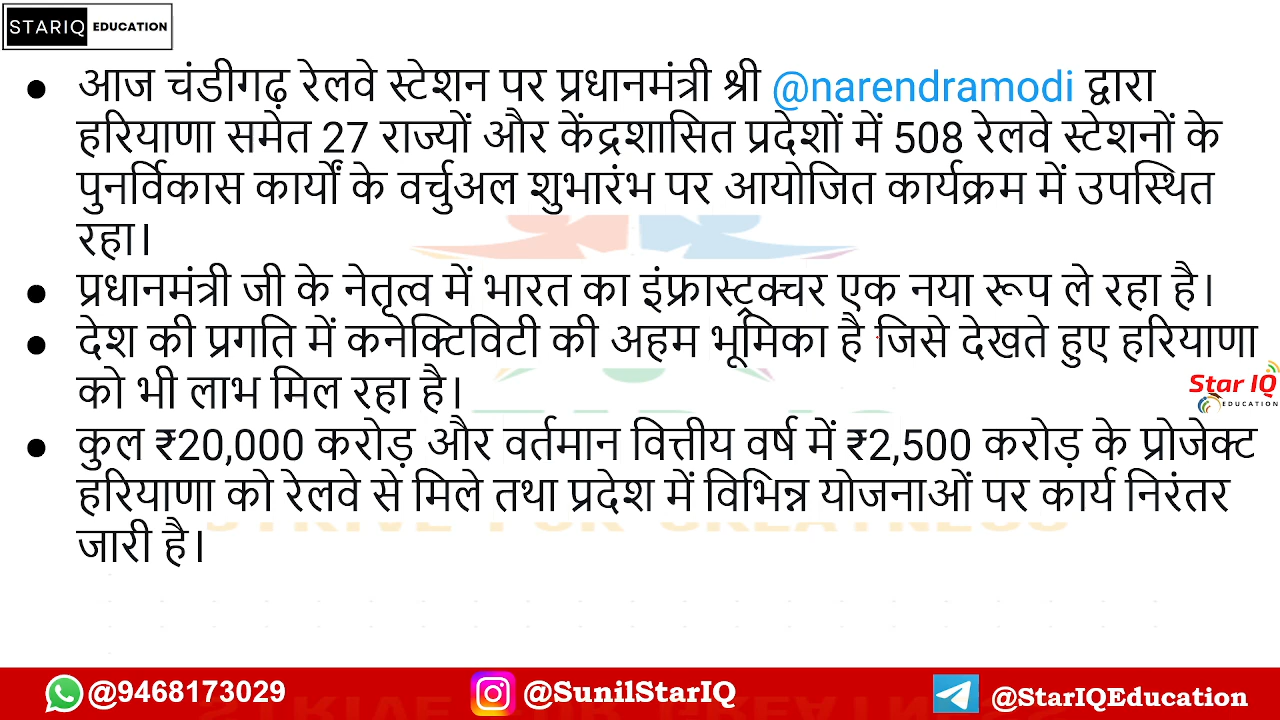 STARIQ EDUCATION
● आज चंडीगढ़ रेलवे स्टेशन पर प्रधानमंत्री श्री @narendramodi द्वारा
हरियाणा समेत 27 राज्यों और केंद्रशासित प्रदेशों में 508 रेलवे स्टेशनों के
पुनर्विकास कार्यों के वर्चुअल शुभारंभ पर आयोजित कार्यक्रम में उपस्थित
रहा।
● प्रधानमंत्री जी के नेतृत्व में भारत का इंफ्रास्ट्रक्चर एक नया रूप ले रहा है।
● देश की प्रगति में कनेक्टिविटी की अहम भूमिका है जिसे देखते हुए हरियाणा
को भी लाभ मिल रहा है।
Star IQ
EDUCATION
● कुल ₹20,000 करोड़ और वर्तमान वित्तीय वर्ष में ₹2,500 करोड़ के प्रोजेक्ट
हरियाणा को रेलवे से मिले तथा प्रदेश में विभिन्न योजनाओं पर कार्य निरंतर
जारी है।
STRIVE FOR GREATNESS
@9468173029 @SunilStarIQ @StarIQEducation